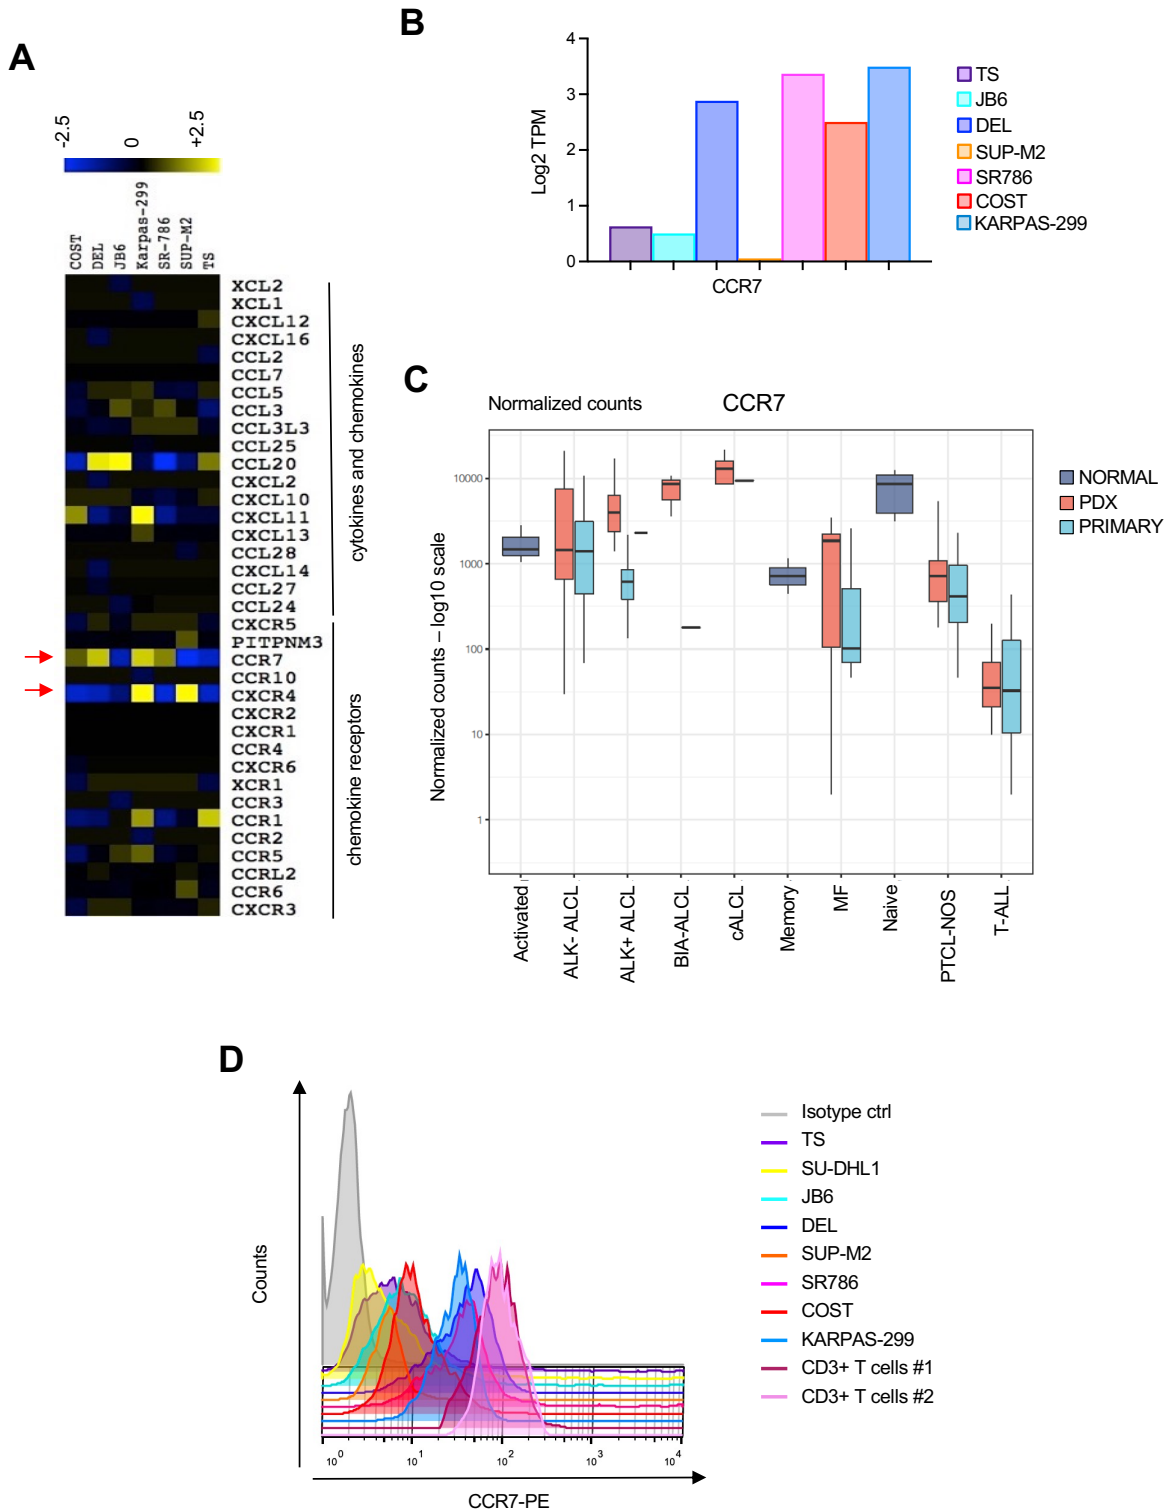 A
-2.5
0
+2.5
COST
DEL
JB6
Karpas-299
SR-786
SUP-M2
TS
XCL2
XCL1
CXCL12
CXCL16
CCL2
CCL7
CCL5
CCL3
CCL3L3
CCL25
CCL20
CXCL2
CXCL10
CXCL11
CXCL13
CCL28
CXCL14
CCL27
CCL24
CXCR5
PITPNM3
CCR7
CCR10
CXCR4
CXCR2
CXCR1
CCR4
CXCR6
XCR1
CCR3
CCR1
CCR2
CCR5
CCRL2
CCR6
CXCR3
cytokines and chemokines
chemokine receptors
B
Log2 TPM
4
3
2
1
0
CCR7
TS
JB6
DEL
SUP-M2
SR786
COST
KARPAS-299
C
Normalized counts
CCR7
Normalized counts – log10 scale
10000
1000
100
10
1
Activated
ALK- ALCL
ALK+ ALCL
BIA-ALCL
cALCL
Memory
MF
Naive
PTCL-NOS
T-ALL
NORMAL
PDX
PRIMARY
D
Counts
10^0
10^1
10^2
10^3
10^4
CCR7-PE
Isotype ctrl
TS
SU-DHL1
JB6
DEL
SUP-M2
SR786
COST
KARPAS-299
CD3+ T cells #1
CD3+ T cells #2